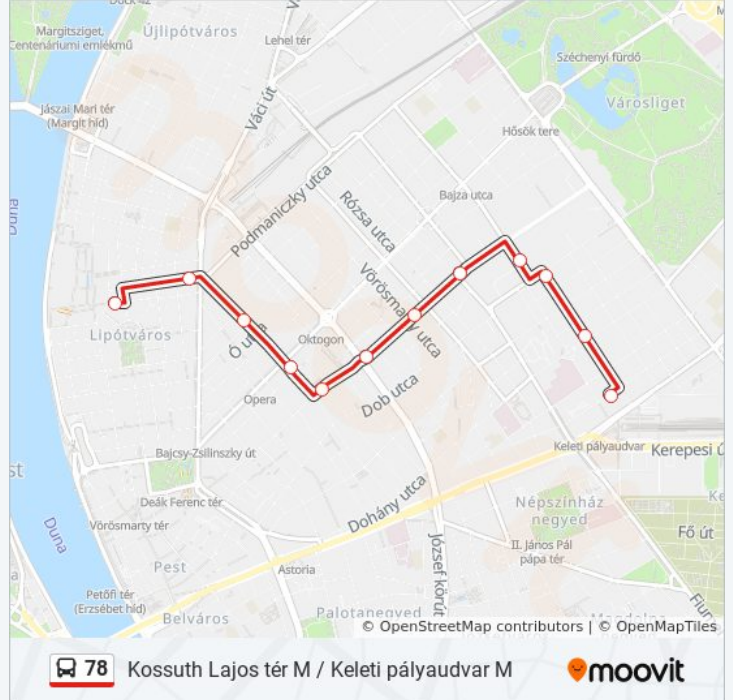 Margitsziget,
Centenáriumi emlékmű
Újlipótváros
Lehel tér
Széchenyi fürdő
Városliget
Váci út
Jászai Mari tér
(Margit híd)
Hősök tere
Podmaniczky utca
Bajza utca
Rózsa utca
Duna
Vörösmarty utca
Lipótváros
Oktogon
Opera
Dob utca
Bajcsy-Zsilinszky út
Keleti pályaudvar
Kerepesi ú
st
Deák Ferenc tér
Dohány utca
Népszínház
negyed
Vörösmarty tér
Duna
Fő út
József körút
II. János Pál
pápa tér
Pest
Astoria
Petőfi tér
(Erzsébet híd)
Fiun
Belváros
Palotanegyed
© OpenStreetMap contributors | © OpenMapTiles
78 Kossuth Lajos tér M / Keleti pályaudvar M
moovit